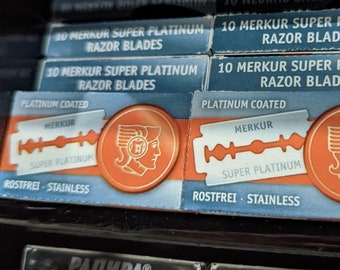 10 MERKUR SUPER PLATINUM
RAZOR BLADES
10 MERKUR SUPER PLATINUM
RAZOR BLADES
10 MERKUR SUPER PLATINUM
RAZOR BLADES
10 MERKUR SUPER PLATINUM
RAZOR BLADES
PLATINUM COATED
MERKUR
SUPER PLATINUM
ROSTFREI - STAINLESS
PLATINUM COATED
MERKUR
SUPER PLATINUM
ROSTFREI - STAINLESS
РАПИРА®